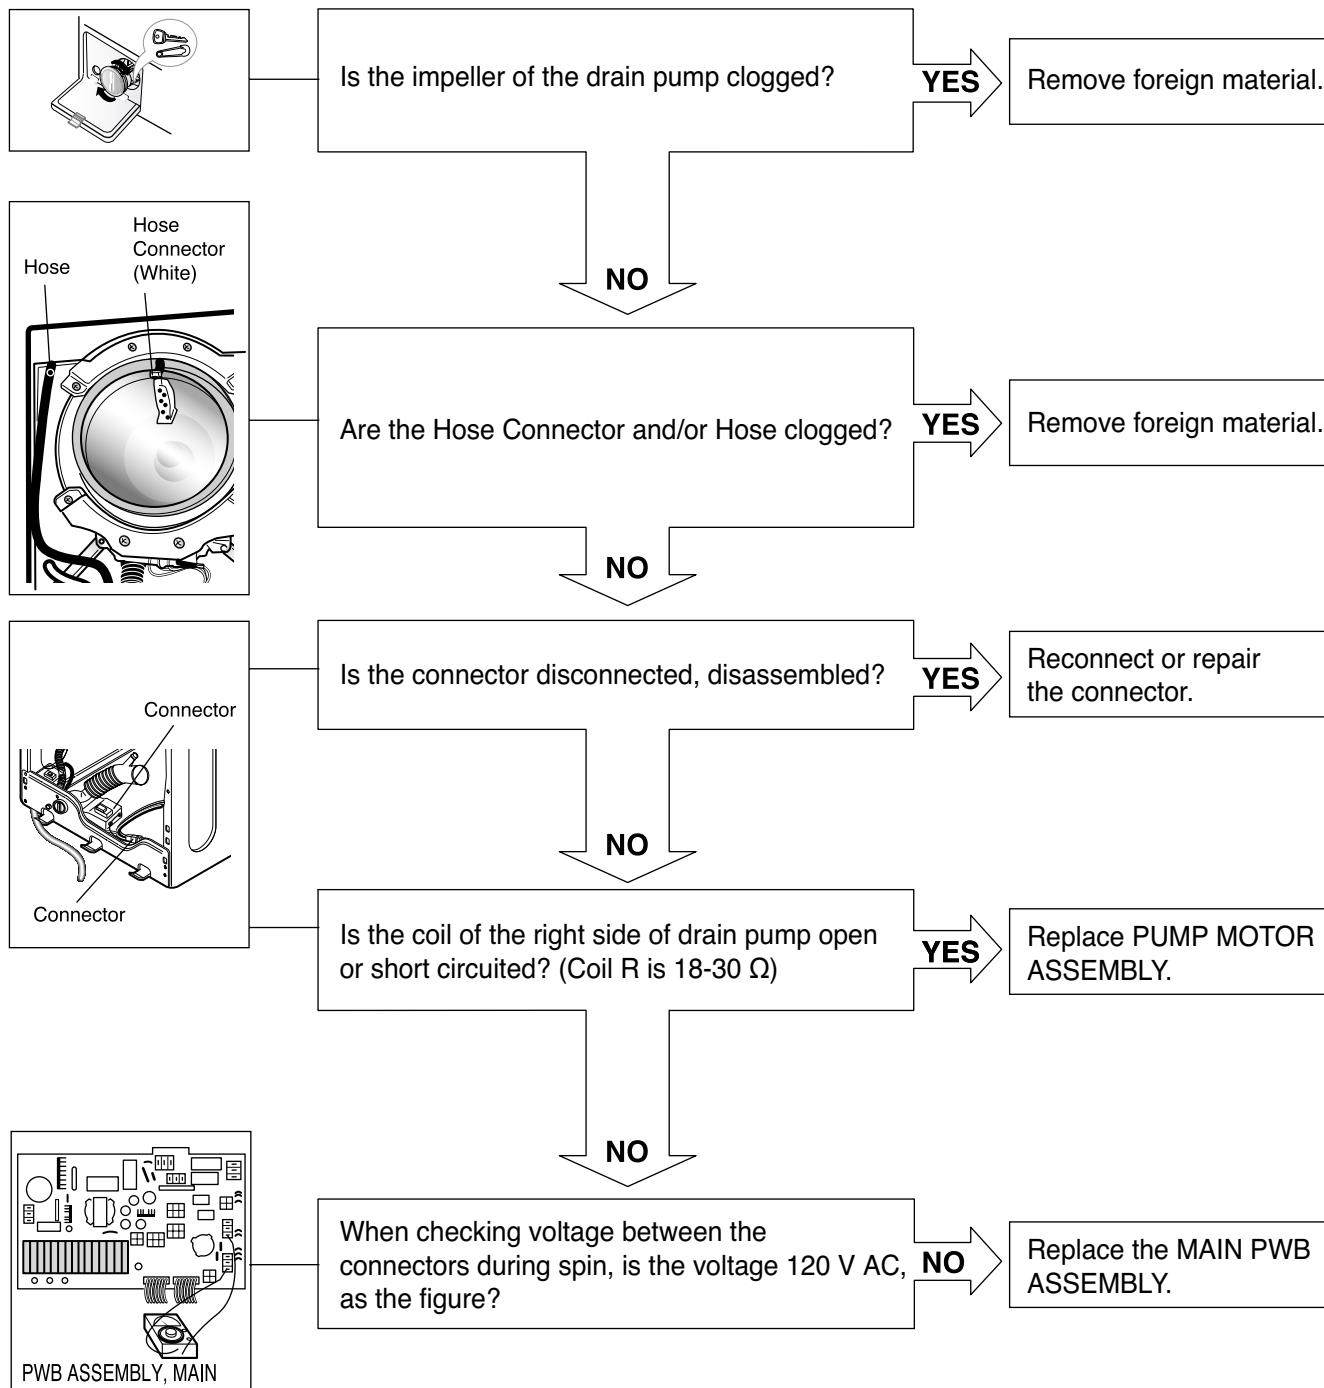 Is the impeller of the drain pump clogged?
YES
Remove foreign material.
NO
Hose
Hose
Connector
(White)
Are the Hose Connector and/or Hose clogged?
YES
Remove foreign material.
NO
Is the connector disconnected, disassembled?
YES
Reconnect or repair
the connector.
Connector
Connector
NO
Is the coil of the right side of drain pump open
or short circuited? (Coil R is 18-30 Ω)
YES
Replace PUMP MOTOR
ASSEMBLY.
NO
When checking voltage between the
connectors during spin, is the voltage 120 V AC,
as the figure?
NO
Replace the MAIN PWB
ASSEMBLY.
PWB ASSEMBLY, MAIN